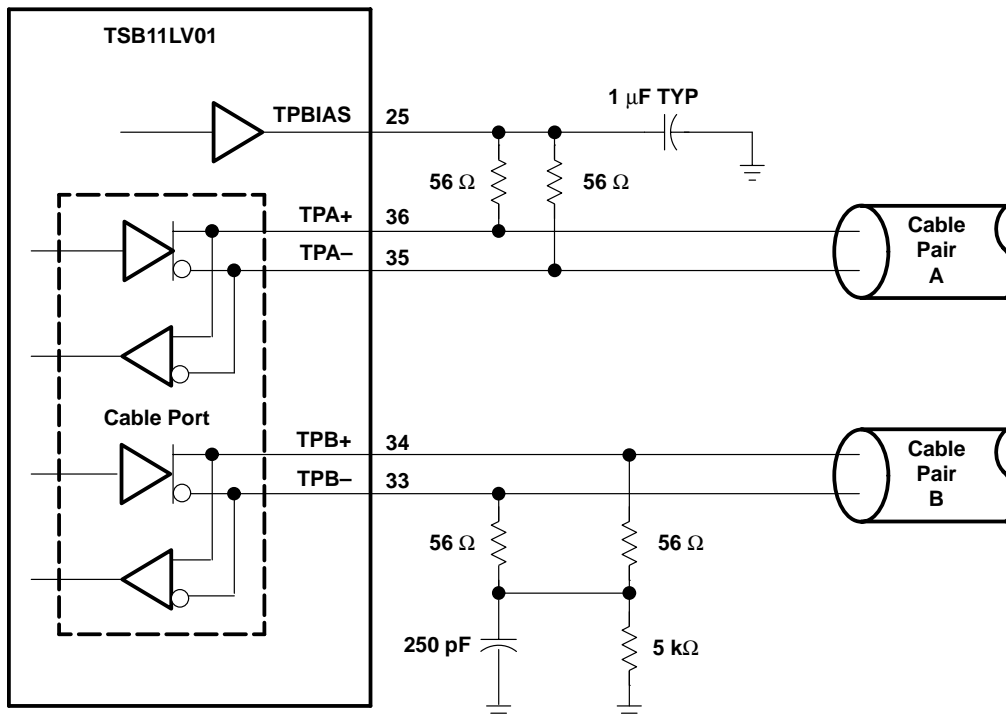 TSB11LV01
TPBIAS 25
1 μF TYP
56 Ω 56 Ω
TPA+ 36
TPA– 35
Cable
Pair
A
Cable Port
TPB+ 34
TPB– 33
Cable
Pair
B
56 Ω 56 Ω
250 pF 5 kΩ